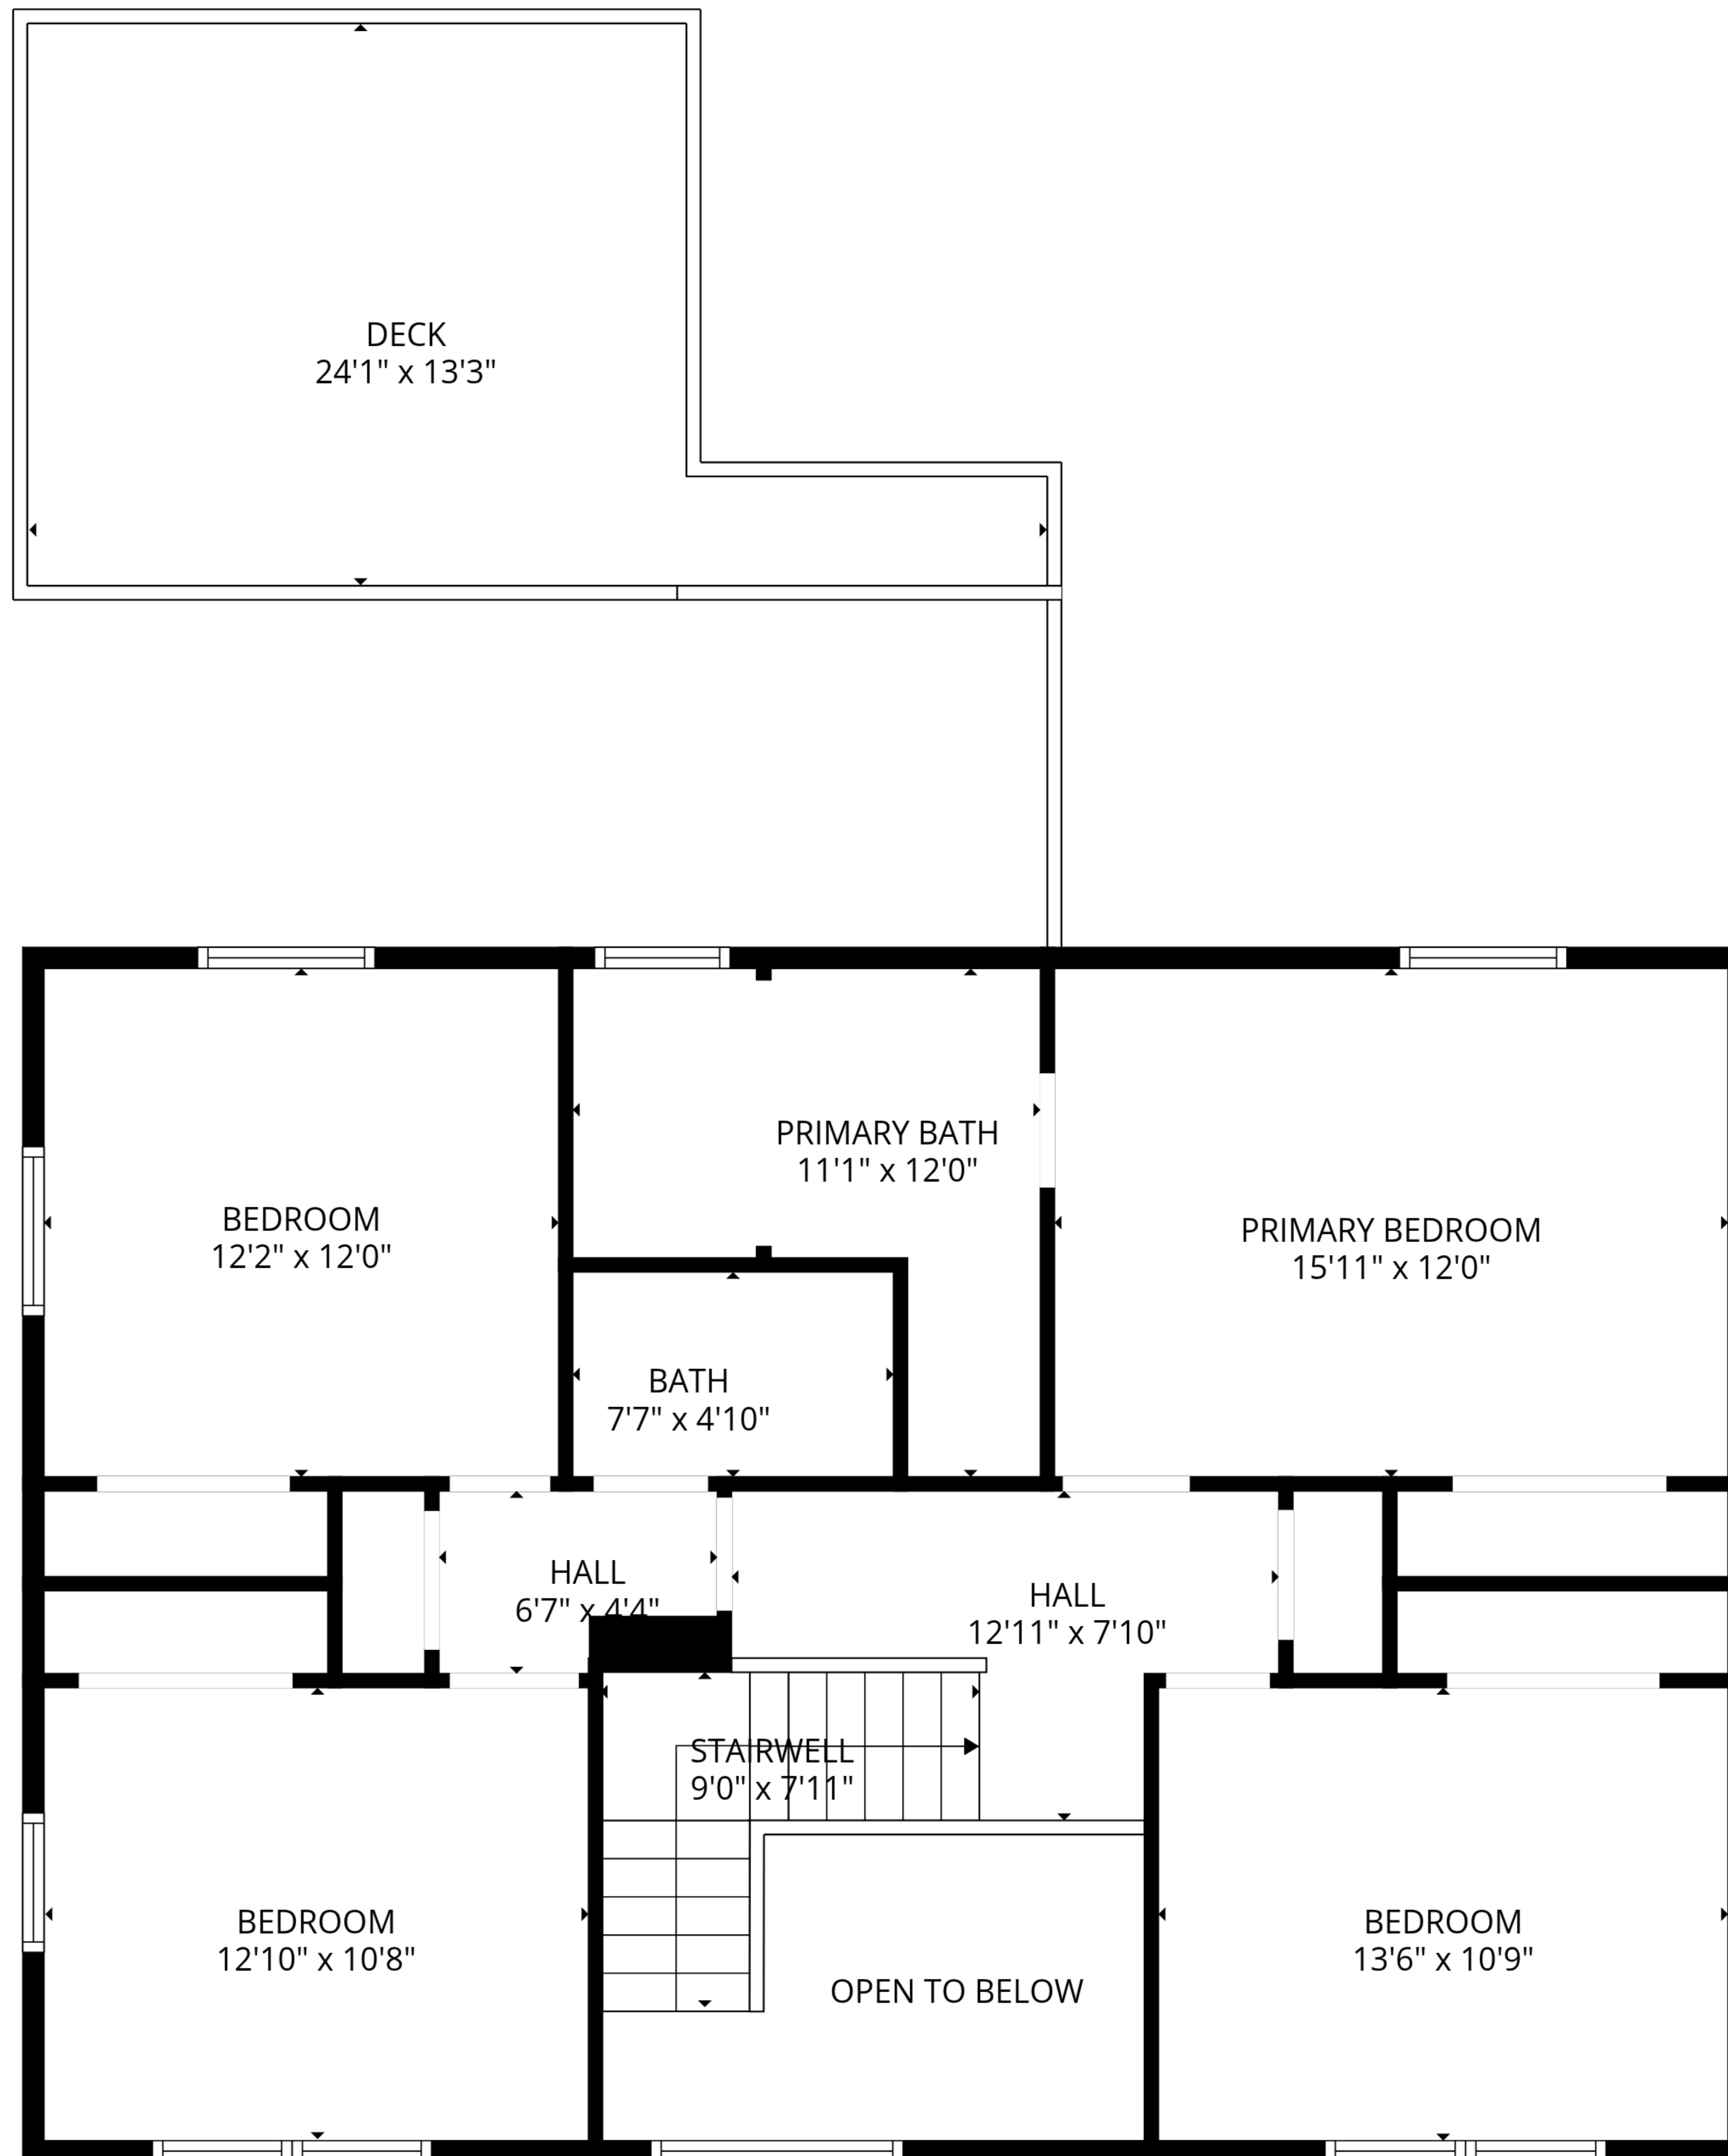 DECK
24'1" x 13'3"
PRIMARY BATH
11'1" x 12'0"
BEDROOM
12'2" x 12'0"
PRIMARY BEDROOM
15'11" x 12'0"
BATH
7'7" x 4'10"
HALL
6'7" x 4'4"
HALL
12'11" x 7'10"
STAIRWELL
9'0" x 7'11"
BEDROOM
12'10" x 10'8"
BEDROOM
13'6" x 10'9"
OPEN TO BELOW